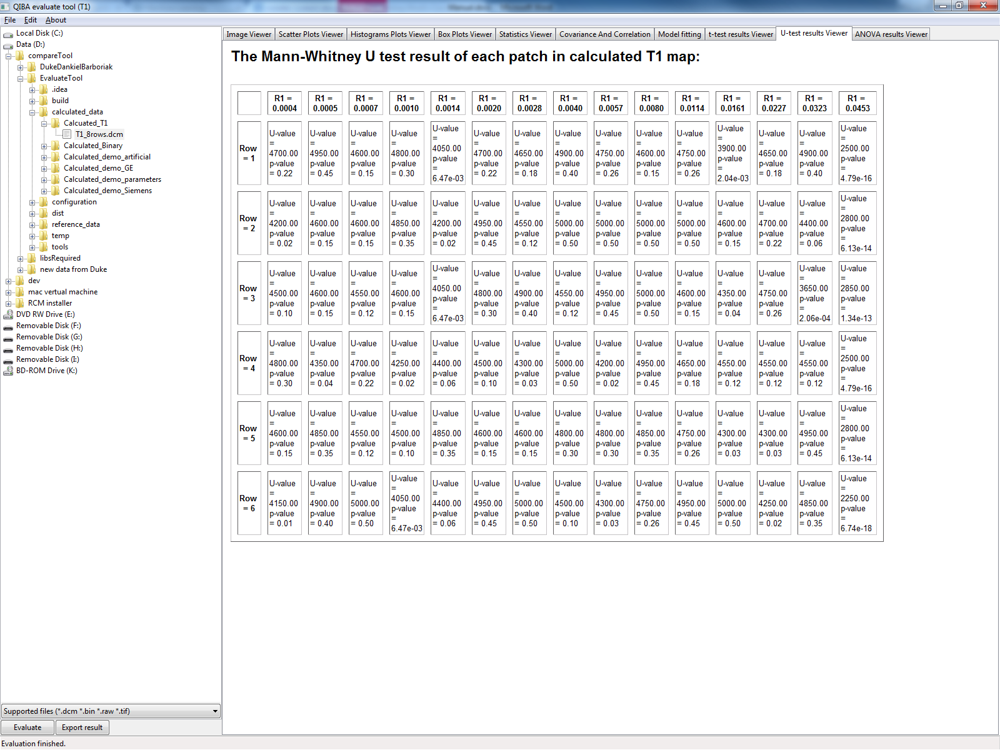 QIBA evaluate tool (T1)
File Edit About
Local Disk (C:)
Data (D:)
compareTool
DukeDankielBarboriak
EvaluateTool
.idea
build
calculated_data
Calcuated_T1
T1_8rows.dcm
Calculated_Binary
Calculated_demo_artificial
Calculated_demo_GE
Calculated_demo_parameters
Calculated_demo_Siemens
configuration
dist
reference_data
temp
tools
libsRequired
new data from Duke
dev
mac vertual machine
RCM installer
DVD RW Drive (E:)
Removable Disk (F:)
Removable Disk (G:)
Removable Disk (H:)
Removable Disk (I:)
BD-ROM Drive (K:)
Supported files (*.dcm *.bin *.raw *.tif)
Evaluate Export result
Evaluation finished.
Image Viewer Scatter Plots Viewer Histograms Plots Viewer Box Plots Viewer Statistics Viewer Covariance And Correlation Model fitting t-test results Viewer U-test results Viewer ANOVA results Viewer
The Mann-Whitney U test result of each patch in calculated T1 map:
R1 = 0.0004 R1 = 0.0005 R1 = 0.0007 R1 = 0.0010 R1 = 0.0014 R1 = 0.0020 R1 = 0.0028 R1 = 0.0040 R1 = 0.0057 R1 = 0.0080 R1 = 0.0114 R1 = 0.0161 R1 = 0.0227 R1 = 0.0323 R1 = 0.0453
Row = 1 U-value = 4700.00 p-value = 0.22 U-value = 4950.00 p-value = 0.45 U-value = 4600.00 p-value = 0.15 U-value = 4800.00 p-value = 0.30 U-value = 4050.00 p-value = 6.47e-03 U-value = 4700.00 p-value = 0.22 U-value = 4650.00 p-value = 0.18 U-value = 4900.00 p-value = 0.40 U-value = 4750.00 p-value = 0.26 U-value = 4600.00 p-value = 0.15 U-value = 4750.00 p-value = 0.26 U-value = 3900.00 p-value = 2.04e-03 U-value = 4650.00 p-value = 0.18 U-value = 4900.00 p-value = 0.40 U-value = 2500.00 p-value = 4.79e-16
Row = 2 U-value = 4200.00 p-value = 0.02 U-value = 4600.00 p-value = 0.15 U-value = 4600.00 p-value = 0.15 U-value = 4850.00 p-value = 0.35 U-value = 4200.00 p-value = 0.02 U-value = 4950.00 p-value = 0.45 U-value = 4550.00 p-value = 0.12 U-value = 5000.00 p-value = 0.50 U-value = 5000.00 p-value = 0.50 U-value = 5000.00 p-value = 0.50 U-value = 5000.00 p-value = 0.50 U-value = 4600.00 p-value = 0.15 U-value = 4700.00 p-value = 0.22 U-value = 4400.00 p-value = 0.06 U-value = 2800.00 p-value = 6.13e-14
Row = 3 U-value = 4500.00 p-value = 0.10 U-value = 4600.00 p-value = 0.15 U-value = 4550.00 p-value = 0.12 U-value = 4600.00 p-value = 0.15 U-value = 4050.00 p-value = 6.47e-03 U-value = 4800.00 p-value = 0.30 U-value = 4900.00 p-value = 0.40 U-value = 4550.00 p-value = 0.12 U-value = 4950.00 p-value = 0.45 U-value = 5000.00 p-value = 0.50 U-value = 4600.00 p-value = 0.15 U-value = 4350.00 p-value = 0.04 U-value = 4750.00 p-value = 0.26 U-value = 3650.00 p-value = 2.06e-04 U-value = 2850.00 p-value = 1.34e-13
Row = 4 U-value = 4800.00 p-value = 0.30 U-value = 4350.00 p-value = 0.04 U-value = 4700.00 p-value = 0.22 U-value = 4250.00 p-value = 0.02 U-value = 4400.00 p-value = 0.06 U-value = 4500.00 p-value = 0.10 U-value = 4300.00 p-value = 0.03 U-value = 5000.00 p-value = 0.50 U-value = 4200.00 p-value = 0.02 U-value = 4950.00 p-value = 0.45 U-value = 4650.00 p-value = 0.18 U-value = 4550.00 p-value = 0.12 U-value = 4550.00 p-value = 0.12 U-value = 4550.00 p-value = 0.12 U-value = 2500.00 p-value = 4.79e-16
Row = 5 U-value = 4600.00 p-value = 0.15 U-value = 4850.00 p-value = 0.35 U-value = 4550.00 p-value = 0.12 U-value = 4500.00 p-value = 0.10 U-value = 4850.00 p-value = 0.35 U-value = 4600.00 p-value = 0.15 U-value = 4600.00 p-value = 0.15 U-value = 4800.00 p-value = 0.30 U-value = 4800.00 p-value = 0.30 U-value = 4850.00 p-value = 0.35 U-value = 4750.00 p-value = 0.26 U-value = 4300.00 p-value = 0.03 U-value = 4300.00 p-value = 0.03 U-value = 4950.00 p-value = 0.45 U-value = 2800.00 p-value = 6.13e-14
Row = 6 U-value = 4150.00 p-value = 0.01 U-value = 4900.00 p-value = 0.40 U-value = 5000.00 p-value = 0.50 U-value = 4050.00 p-value = 6.47e-03 U-value = 4400.00 p-value = 0.06 U-value = 4950.00 p-value = 0.45 U-value = 5000.00 p-value = 0.50 U-value = 4500.00 p-value = 0.10 U-value = 4300.00 p-value = 0.03 U-value = 4750.00 p-value = 0.26 U-value = 4950.00 p-value = 0.45 U-value = 5000.00 p-value = 0.50 U-value = 4250.00 p-value = 0.02 U-value = 4850.00 p-value = 0.35 U-value = 2250.00 p-value = 6.74e-18